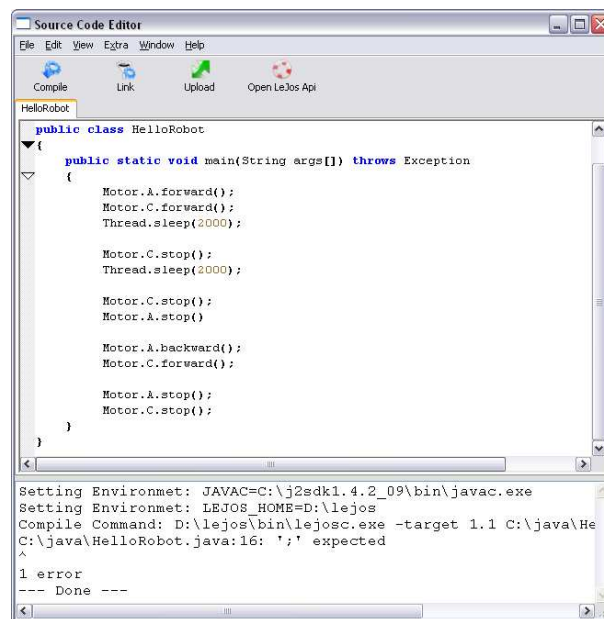 Source Code Editor
File Edit View Extra Window Help
Compile Link Upload Open LeJos Api
HelloRobot
public class HelloRobot
{
public static void main(String args[]) throws Exception
{
Motor.A.forward();
Motor.C.forward();
Thread.sleep(2000);
Motor.C.stop();
Thread.sleep(2000);
Motor.C.stop();
Motor.A.stop()
Motor.A.backward();
Motor.C.forward();
Motor.A.stop();
Motor.C.stop();
}
}
Setting Environmet: JAVAC=C:\j2sdk1.4.2_09\bin\javac.exe
Setting Environmet: LEJOS_HOME=D:\lejos
Compile Command: D:\lejos\bin\lejosc.exe -target 1.1 C:\java\He
C:\java\HelloRobot.java:16: ';' expected
^
1 error
--- Done ---